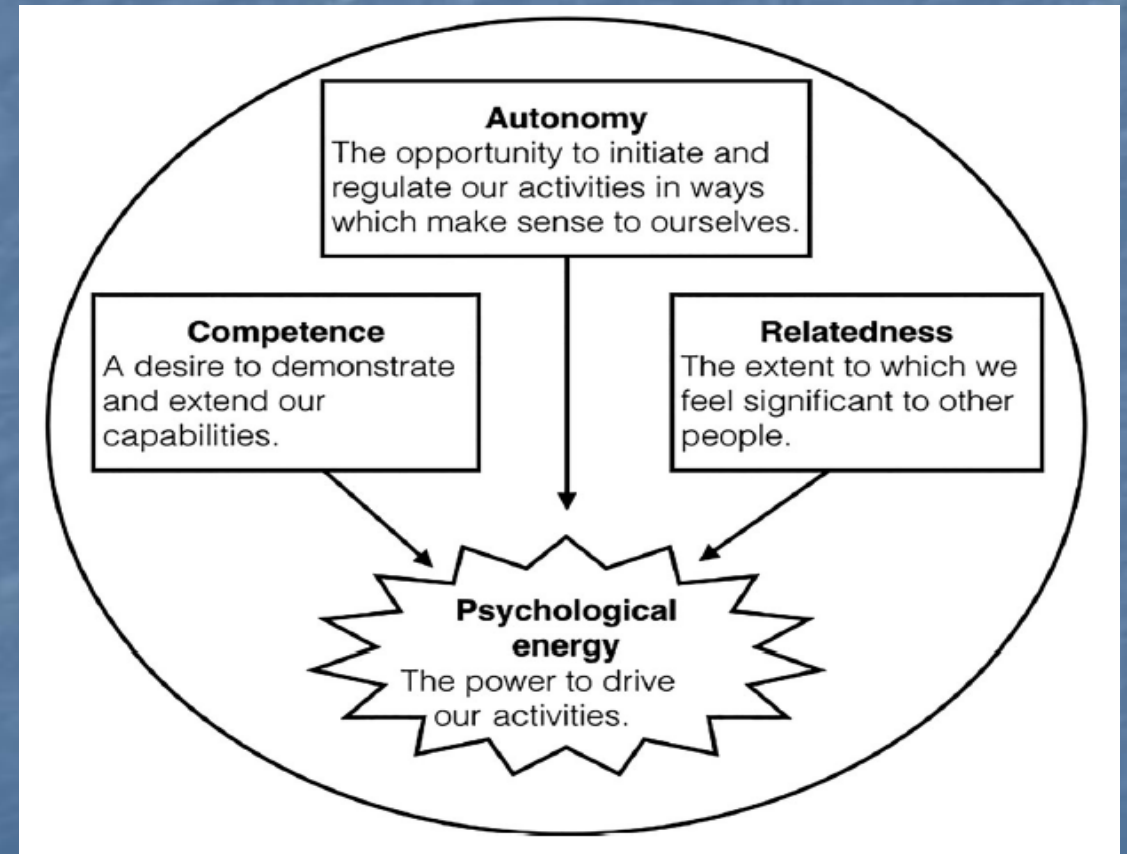 Autonomy
The opportunity to initiate and
regulate our activities in ways
which make sense to ourselves.
Competence
A desire to demonstrate
and extend our
capabilities.
Relatedness
The extent to which we
feel significant to other
people.
Psychological
energy
The power to drive
our activities.